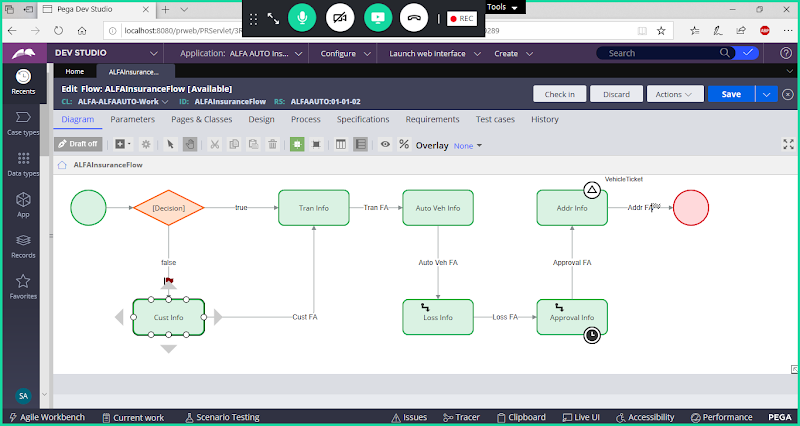 Pega Dev Studio
Tools
REC
localhost:8080/prweb/PRServlet/3R
0289
ABP
DEV STUDIO
Application: ALFA AUTO Ins...
Configure
Launch web interface
Create
Search
Recents
Home
ALFAInsurance...
Edit Flow: ALFAInsuranceFlow [Available]
CL: ALFA-ALFAAUTO-Work ID: ALFAInsuranceFlow RS: ALFAAUTO:01-01-02
Check in
Discard
Actions
Save
Diagram
Parameters
Pages & Classes
Design
Process
Specifications
Requirements
Test cases
History
Draft off
Overlay None
ALFAInsuranceFlow
Case types
Data types
App
Records
Favorites
SA
VehicleTicket
[Decision]
true
Tran Info
Tran FA
Auto Veh Info
Addr Info
Addr FA
false
Auto Veh FA
Approval FA
Cust Info
Cust FA
Loss Info
Loss FA
Approval Info
Agile Workbench
Current work
Scenario Testing
Issues
Tracer
Clipboard
Live UI
Accessibility
Performance
PEGA